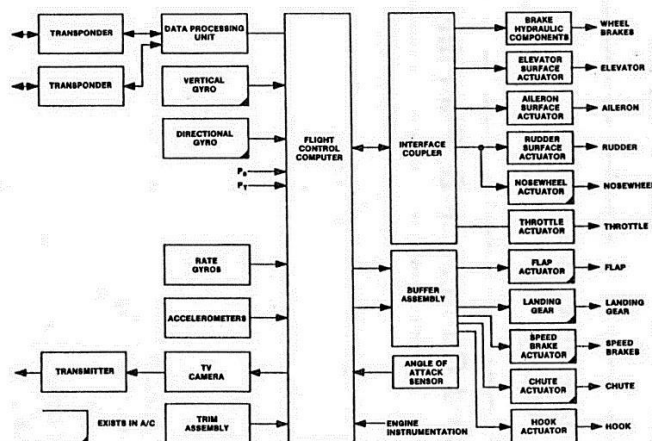 TRANSPONDER
DATA PROCESSING
UNIT
TRANSPONDER
VERTICAL
GYRO
DIRECTIONAL
GYRO
Ps
PT
RATE
GYROS
ACCELEROMETERS
TRANSMITTER
TV
CAMERA
EXISTS IN A/C
TRIM
ASSEMBLY
FLIGHT
CONTROL
COMPUTER
INTERFACE
COUPLER
BUFFER
ASSEMBLY
ANGLE OF
ATTACK
SENSOR
ENGINE
INSTRUMENTATION
BRAKE
HYDRAULIC
COMPONENTS
WHEEL
BRAKES
ELEVATOR
SURFACE
ACTUATOR
ELEVATOR
AILERON
SURFACE
ACTUATOR
AILERON
RUDDER
SURFACE
ACTUATOR
RUDDER
NOSEWHEEL
ACTUATOR
NOSEWHEEL
THROTTLE
ACTUATOR
THROTTLE
FLAP
ACTUATOR
FLAP
LANDING
GEAR
LANDING
GEAR
SPEED
BRAKE
ACTUATOR
SPEED
BRAKES
CHUTE
ACTUATOR
CHUTE
HOOK
ACTUATOR
HOOK